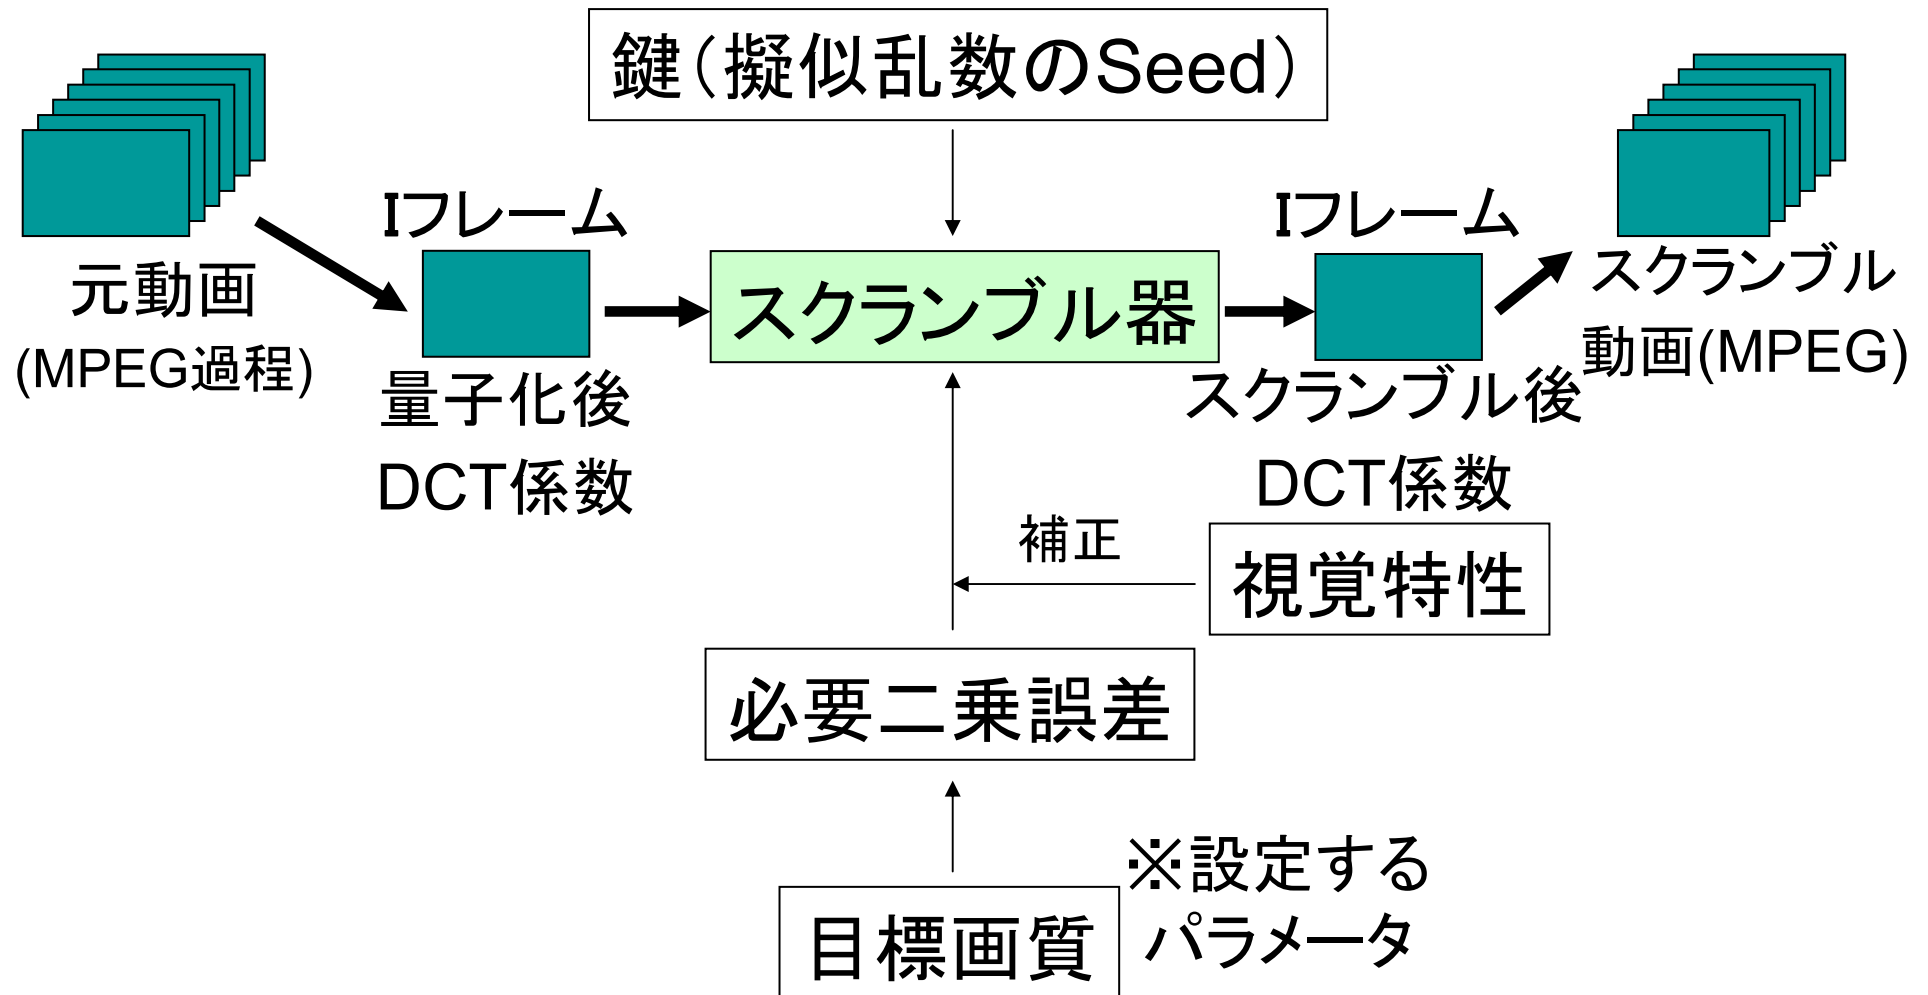 鍵（擬似乱数のSeed）
元動画
(MPEG過程)
Iフレーム
量子化後
DCT係数
スクランブル器
Iフレーム
スクランブル後
DCT係数
スクランブル
動画(MPEG)
補正
視覚特性
必要二乗誤差
目標画質
※設定する
パラメータ